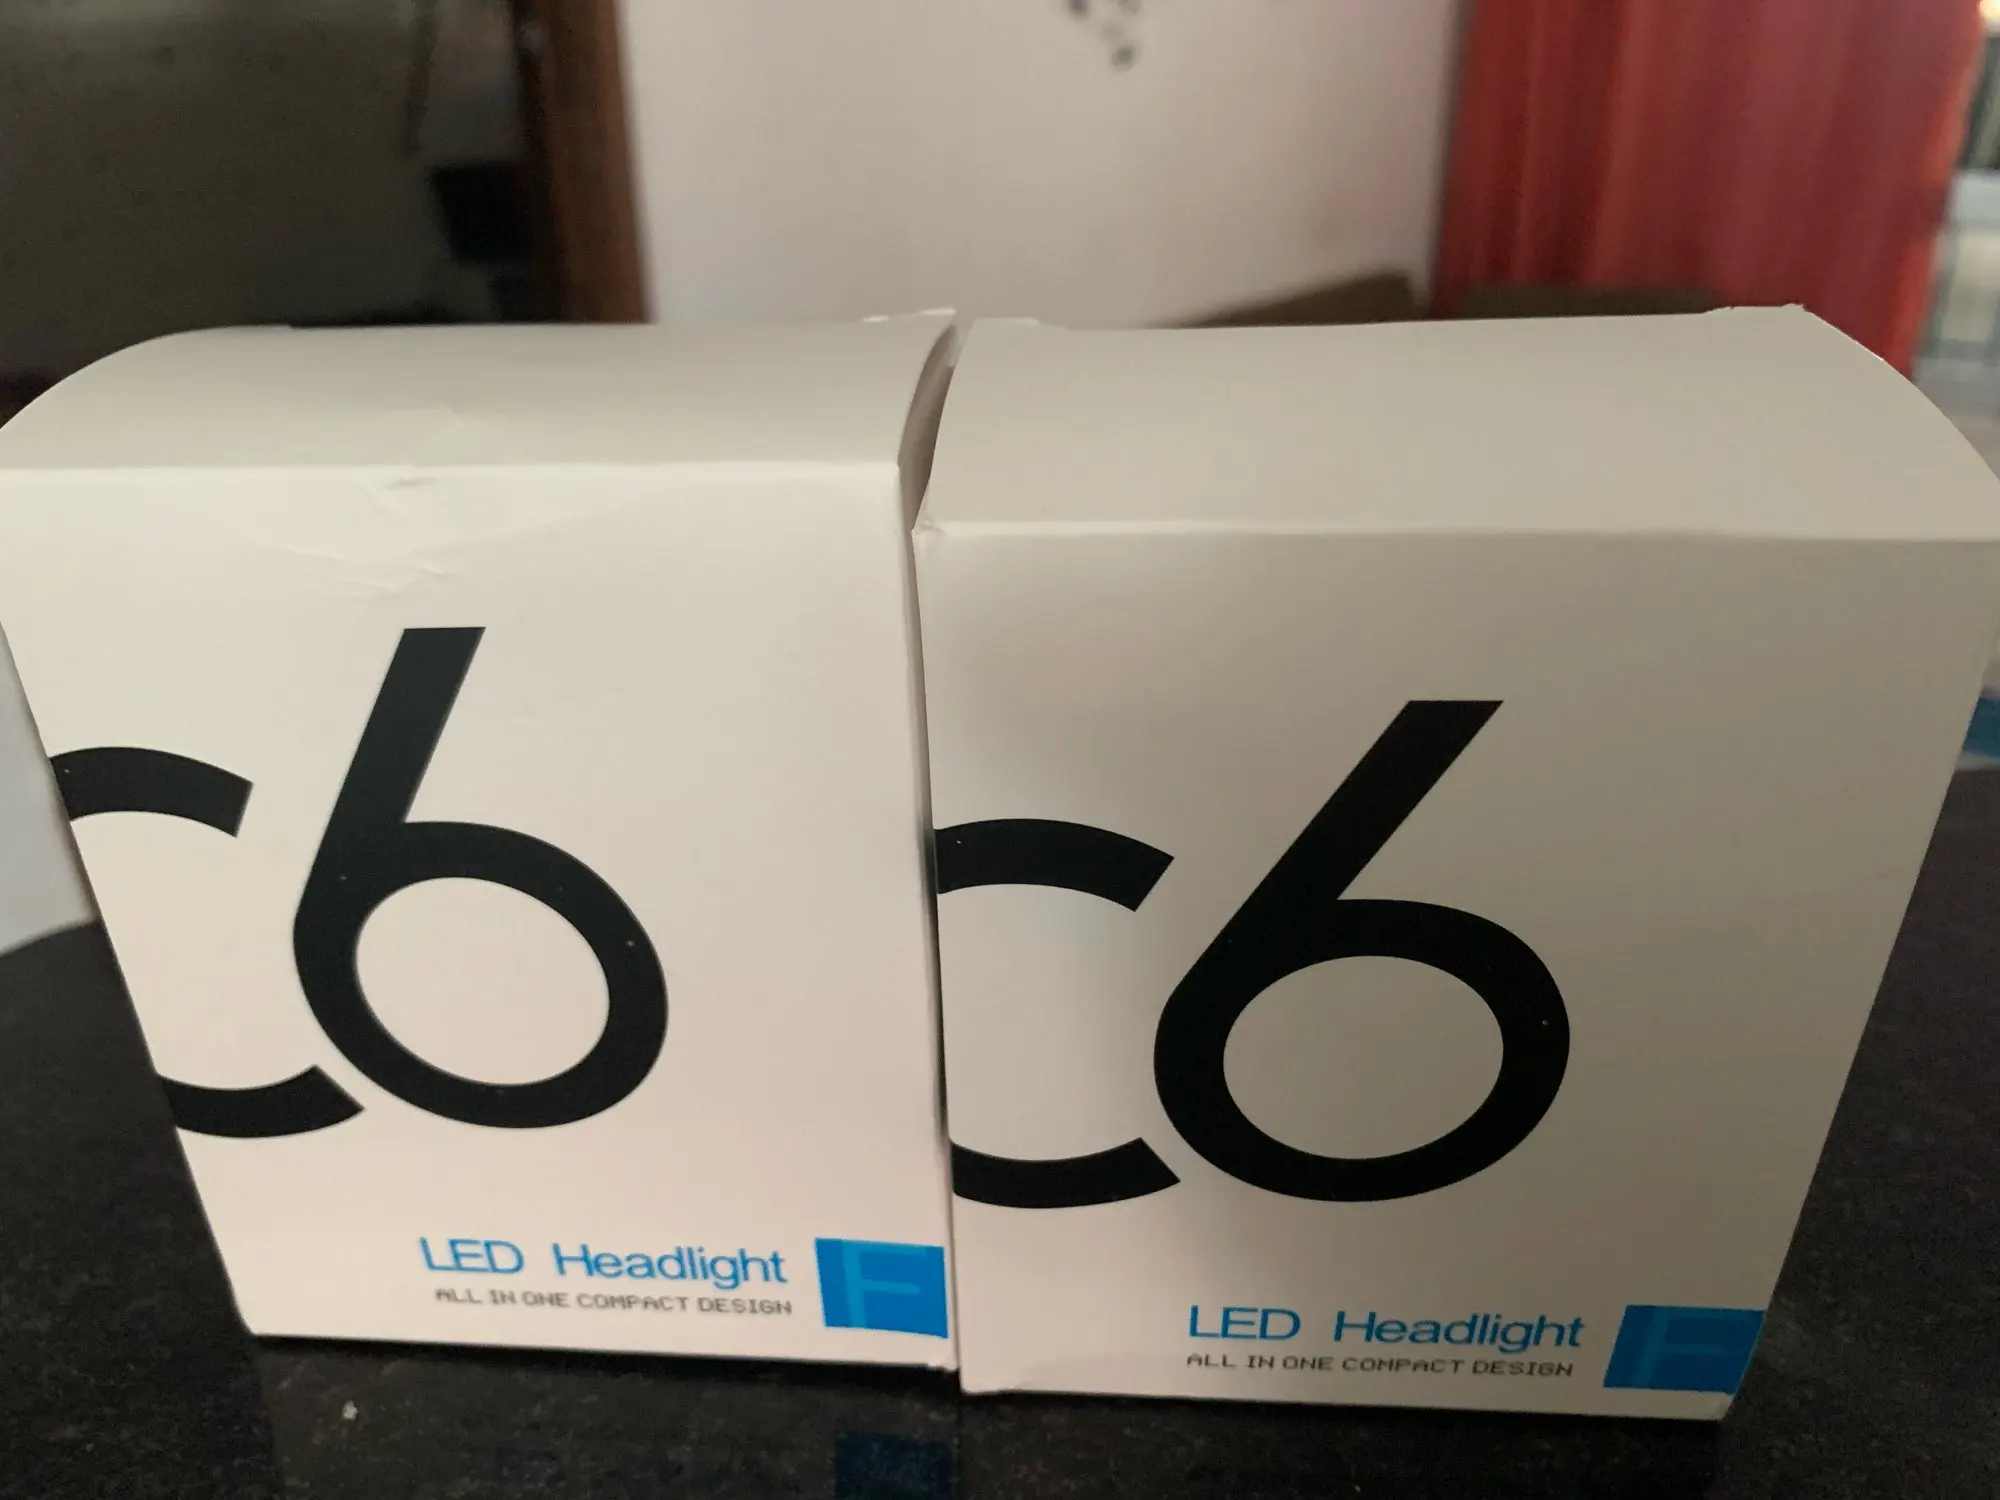 C6
LED Headlight
ALL IN ONE COMPACT DESIGN
F
C6
LED Headlight
ALL IN ONE COMPACT DESIGN
F